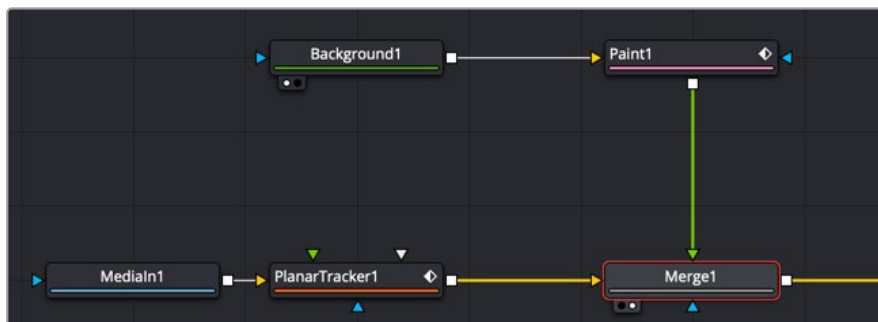 Background1
Paint1
MediaIn1
PlanarTracker1
Merge1